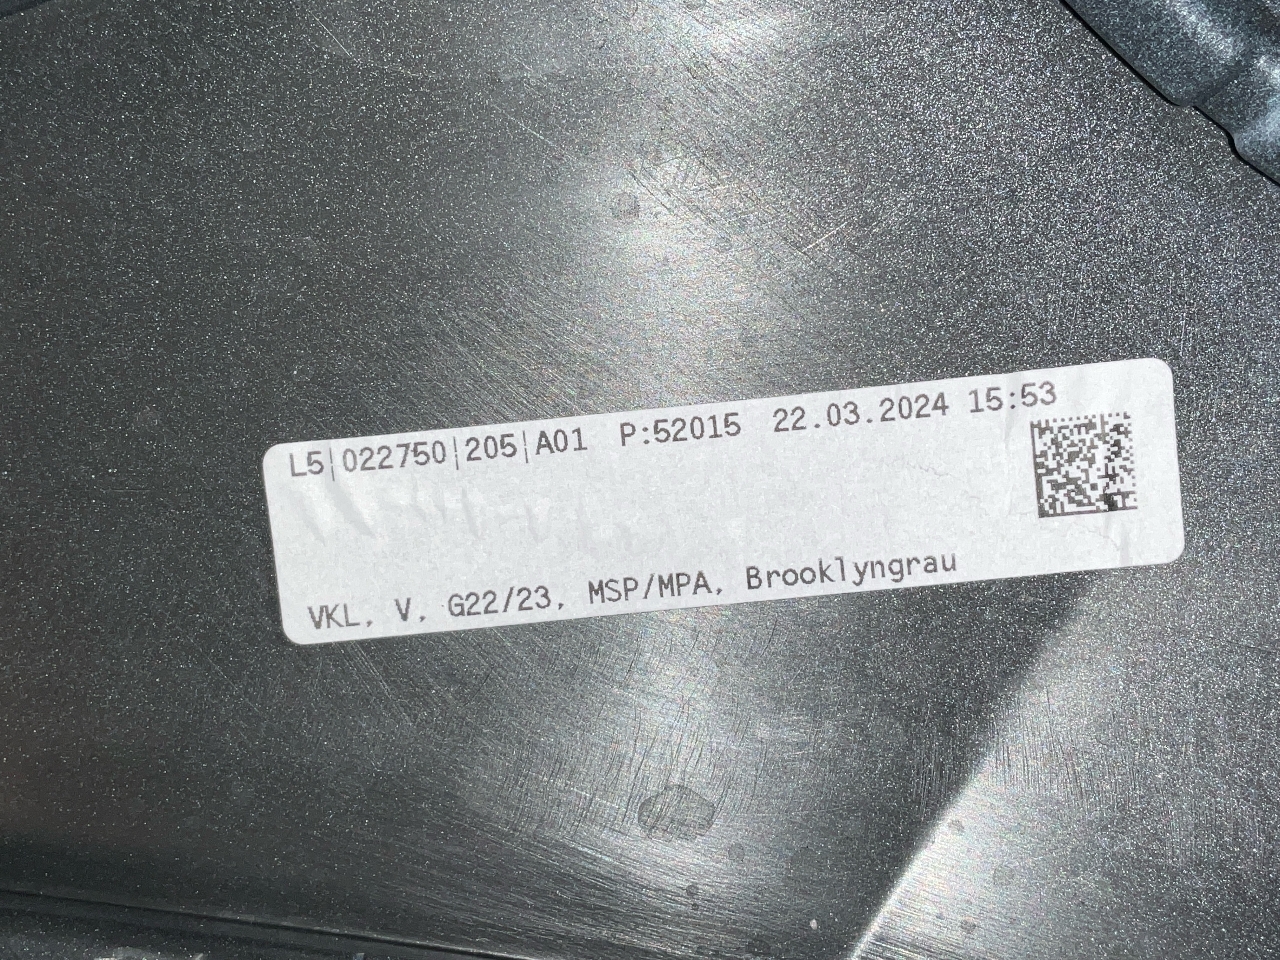 L5|022750|205|A01 P:52015 22.03.2024 15:53
VKL, V, G22/23, MSP/MPA, Brooklyngrau